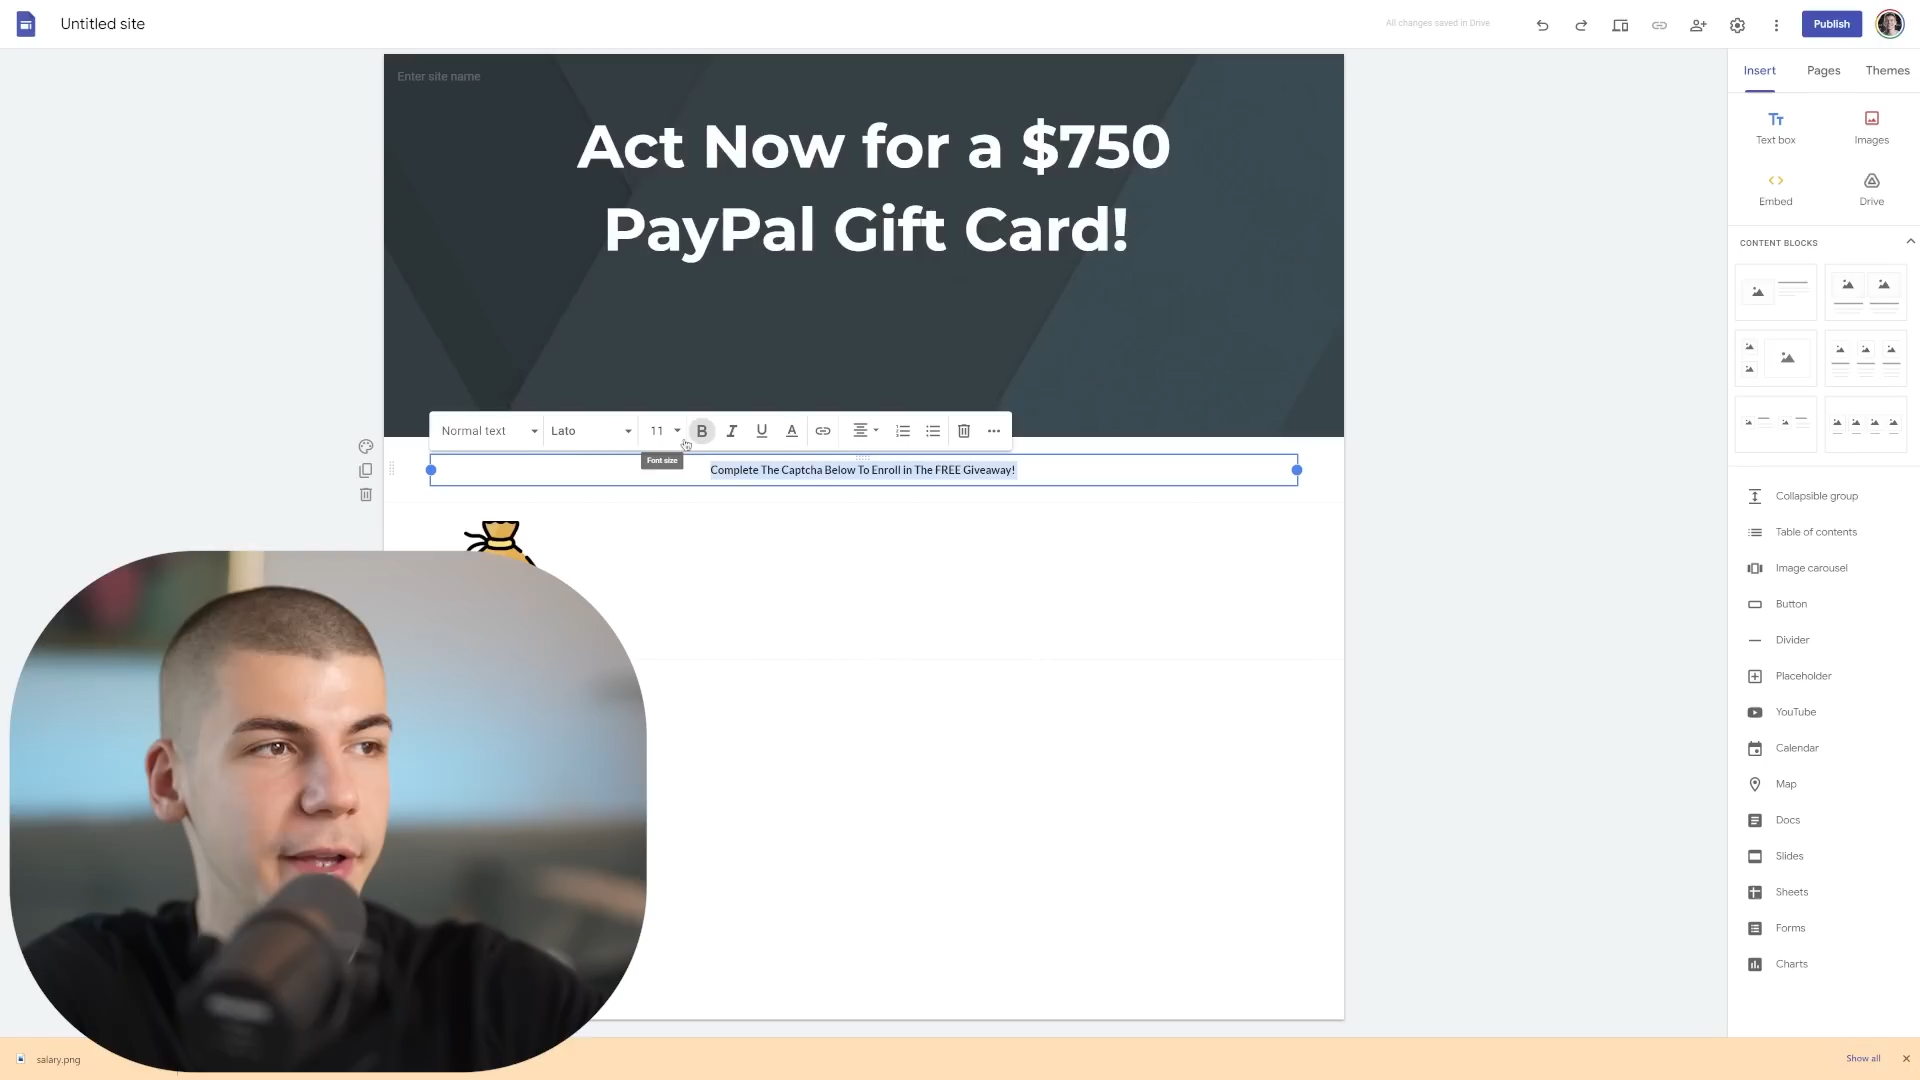 Untitled site
All changes saved in Drive
Publish
Enter site name
Act Now for a $750
PayPal Gift Card!
Insert
Pages
Themes
Text box
Images
Embed
Drive
CONTENT BLOCKS
Normal text
Lato
11
B
I
U
A
Font size
Complete The Captcha Below To Enroll in The FREE Giveaway!
Collapsible group
Table of contents
Image carousel
Button
Divider
Placeholder
YouTube
Calendar
Map
Docs
Slides
Sheets
Forms
Charts
salary.png
Show all